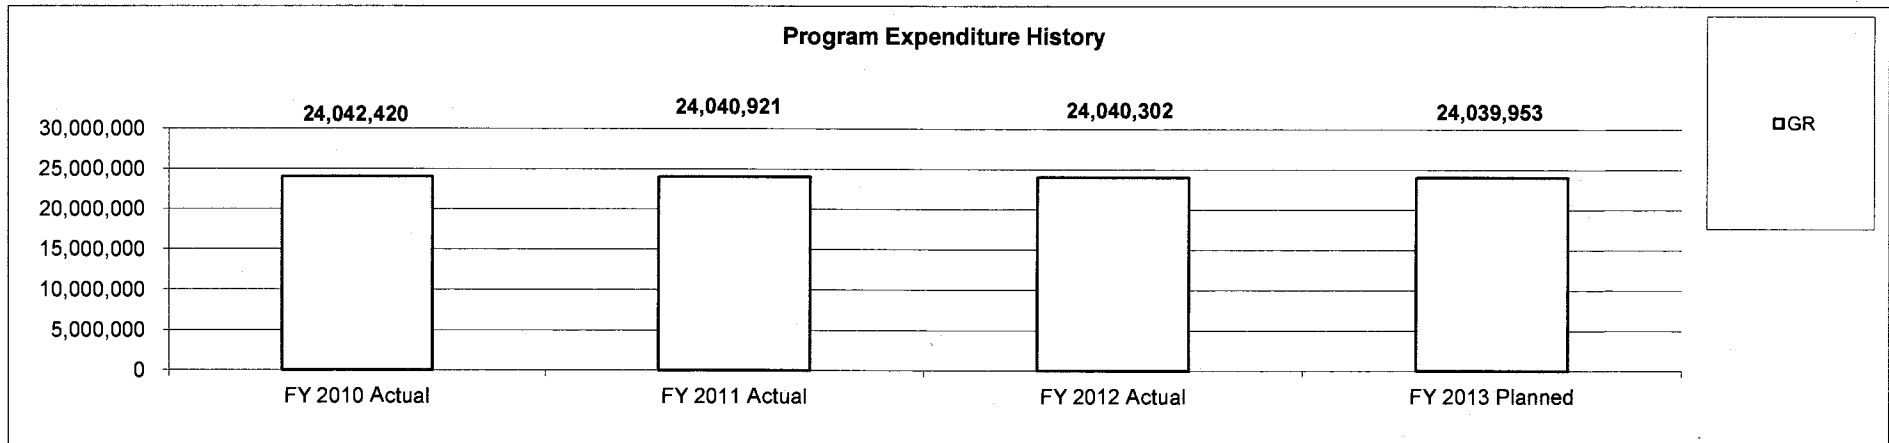 Program Expenditure History
24,042,420 24,040,921 24,040,302 24,039,953
30,000,000
25,000,000
20,000,000
15,000,000
10,000,000
5,000,000
0
FY 2010 Actual FY 2011 Actual FY 2012 Actual FY 2013 Planned
GR